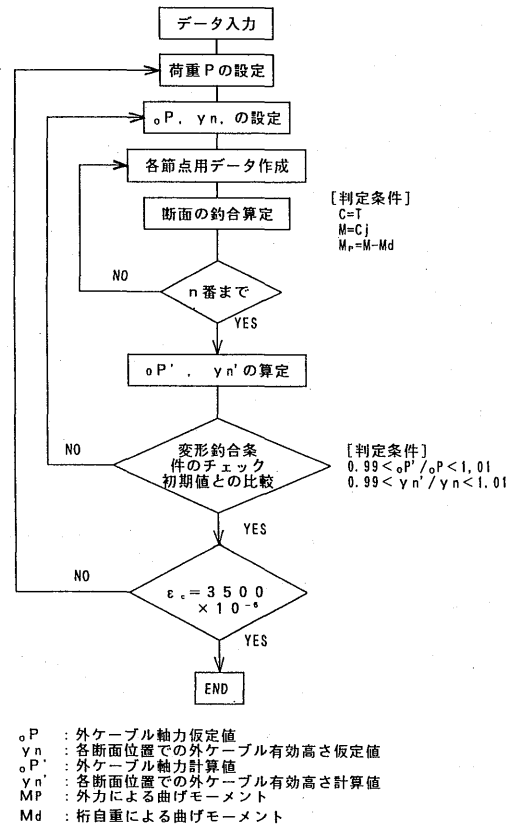 データ入力
荷重Pの設定
₀P, yn, の設定
各節点用データ作成
断面の釣合算定
[判定条件]
C=T
M=Cj
Mₚ=M-Md
NO
n番まで
YES
₀P', yn'の算定
NO
変形釣合条
件のチェック
初期値との比較
[判定条件]
0.99<₀P'/₀P<1,01
0.99<yn'/yn<1.01
YES
NO
ε꜀=3500
×10⁻⁶
YES
END
₀P :外ケーブル軸力仮定値
yn :各断面位置での外ケーブル有効高さ仮定値
₀P' :外ケーブル軸力計算値
yn' :各断面位置での外ケーブル有効高さ計算値
MP :外力による曲げモーメント
Md :桁自重による曲げモーメント